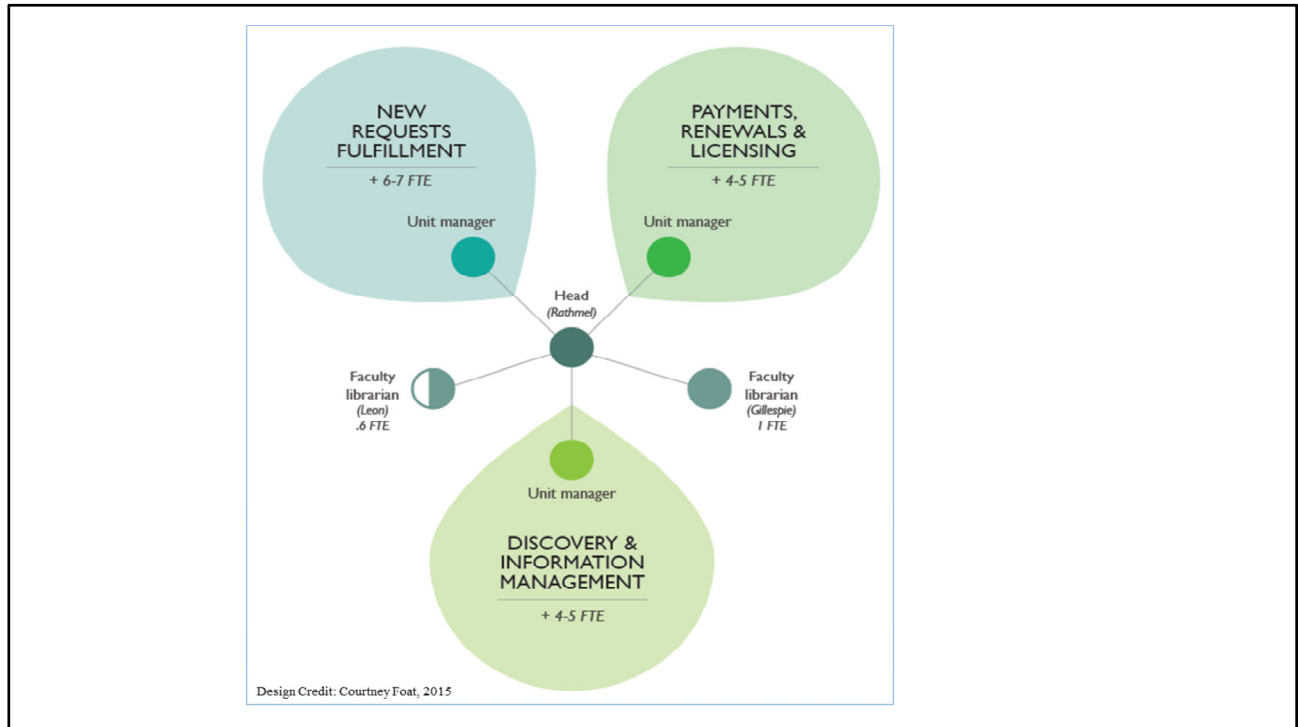 NEW
REQUESTS
FULFILLMENT
+ 6-7 FTE
Unit manager
PAYMENTS,
RENEWALS &
LICENSING
+ 4-5 FTE
Unit manager
Head
(Rathmel)
Faculty
librarian
(Leon)
.6 FTE
Faculty
librarian
(Gillespie)
1 FTE
Unit manager
DISCOVERY &
INFORMATION
MANAGEMENT
+ 4-5 FTE
Design Credit: Courtney Foat, 2015